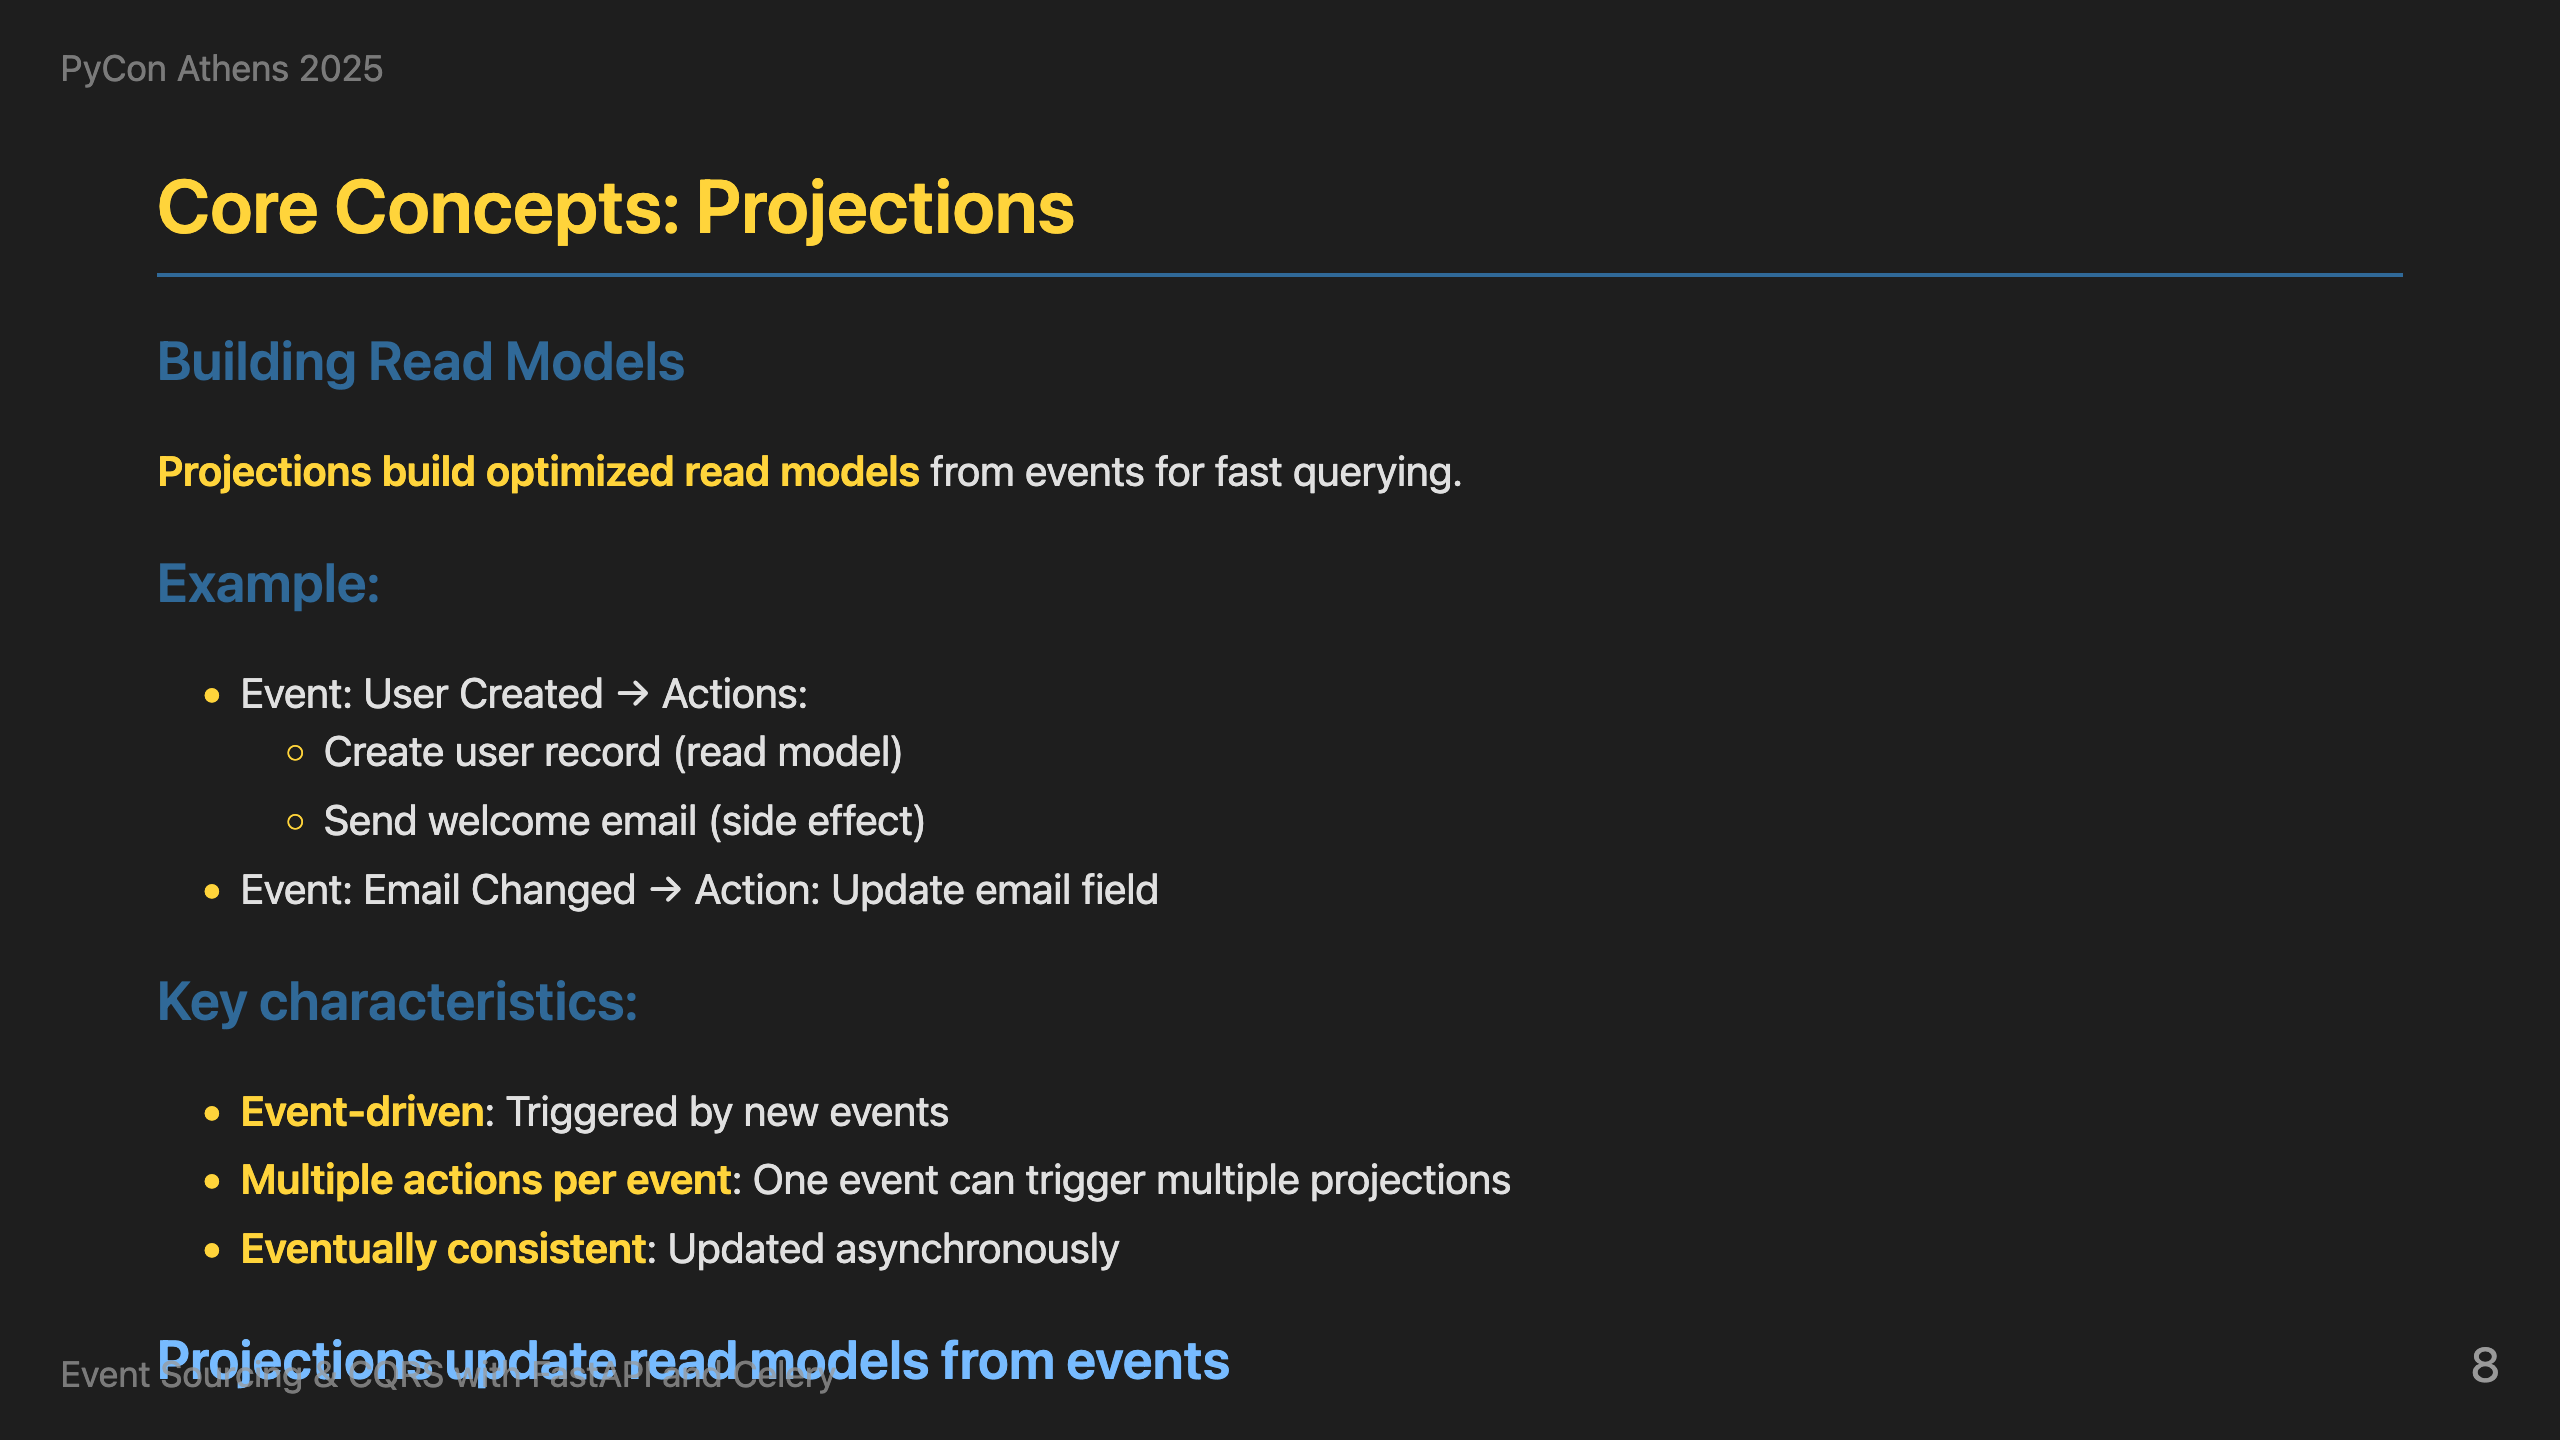 PyCon Athens 2025
Core Concepts: Projections
Building Read Models
Projections build optimized read models from events for fast querying.
Example:
• Event: User Created → Actions:
○ Create user record (read model)
○ Send welcome email (side effect)
• Event: Email Changed → Action: Update email field
Key characteristics:
• Event-driven: Triggered by new events
• Multiple actions per event: One event can trigger multiple projections
• Eventually consistent: Updated asynchronously
Projections update read models from events
Event Sourcing & CQRS with FastAPI and Celery
8